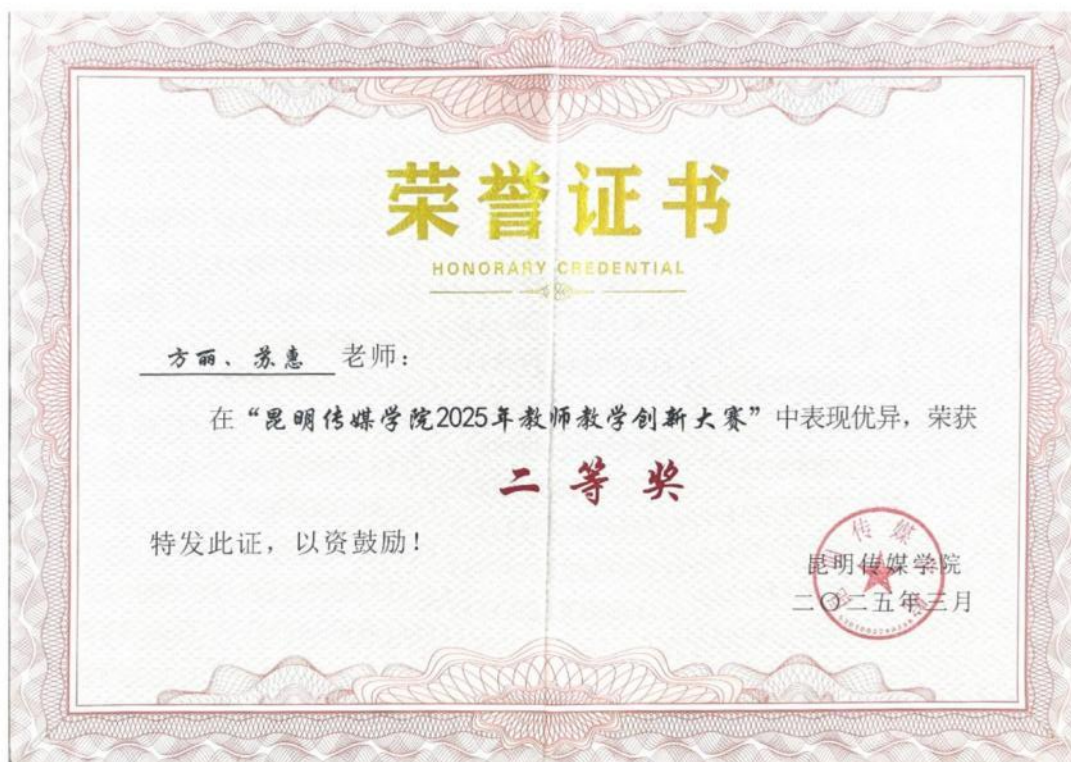 荣誉证书
HONORARY CREDENTIAL
方丽、苏惠 老师：
在“昆明传媒学院2025年教师教学创新大赛”中表现优异，荣获
二等奖
特发此证，以资鼓励！
昆明传媒学院
二〇二五年三月